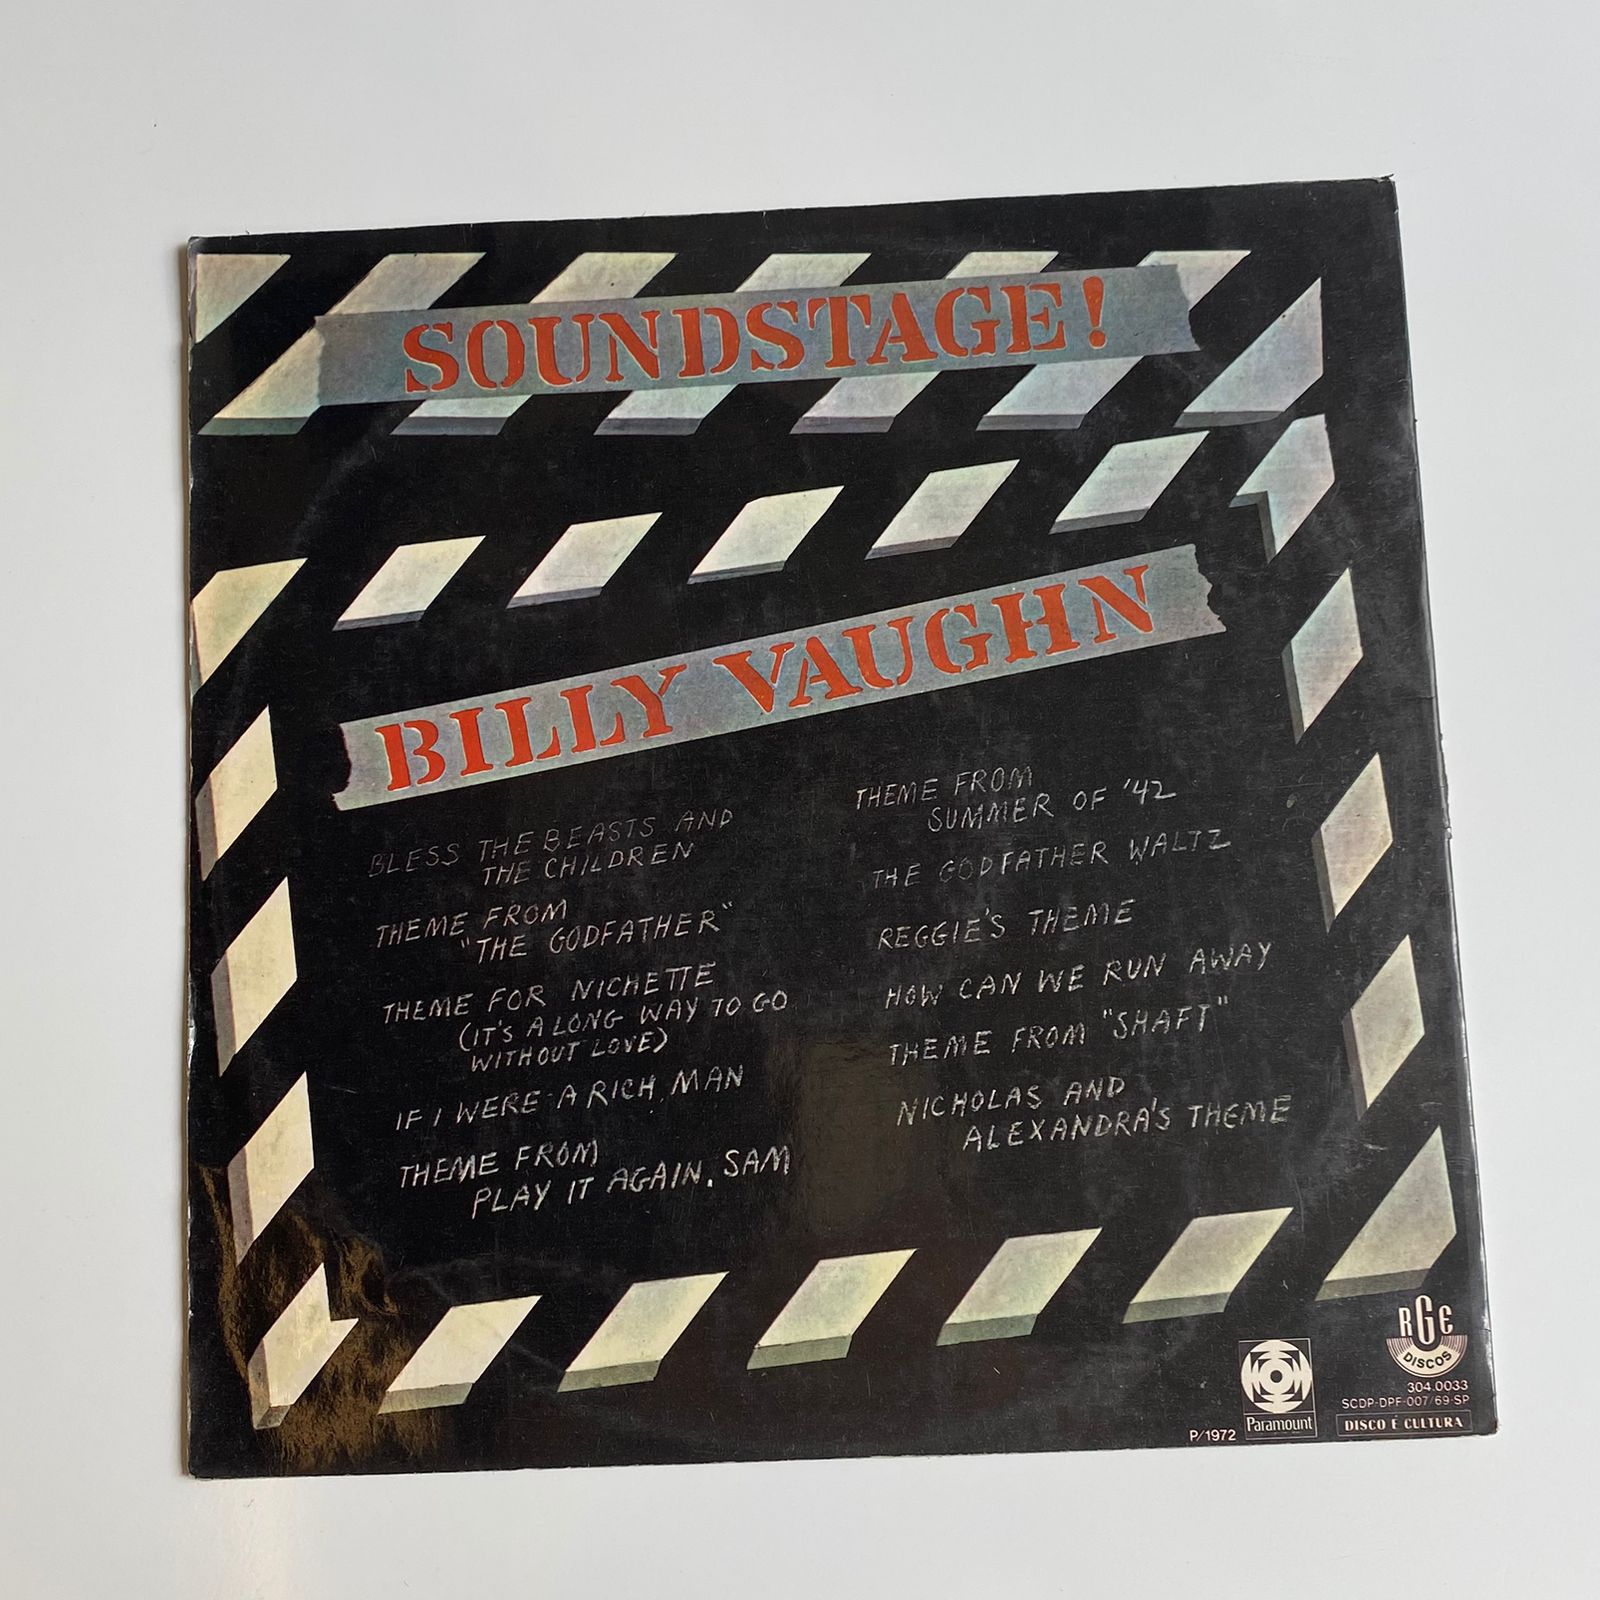 SOUNDSTAGE!
BILLY VAUGHN
BLESS THE BEASTS AND
THE CHILDREN
THEME FROM
"THE GODFATHER"
THEME FOR NICHETTE
(IT'S A LONG WAY TO GO
WITHOUT LOVE)
IF I WERE A RICH MAN
THEME FROM
PLAY IT AGAIN, SAM
THEME FROM
SUMMER OF '42
THE GODFATHER WALTZ
REGGIE'S THEME
HOW CAN WE RUN AWAY
THEME FROM "SHAFT"
NICHOLAS AND
ALEXANDRA'S THEME
P/1972
Paramount
RGE
DISCOS
304.0033
SCDP-DPF-007/69-SP
DISCO É CULTURA